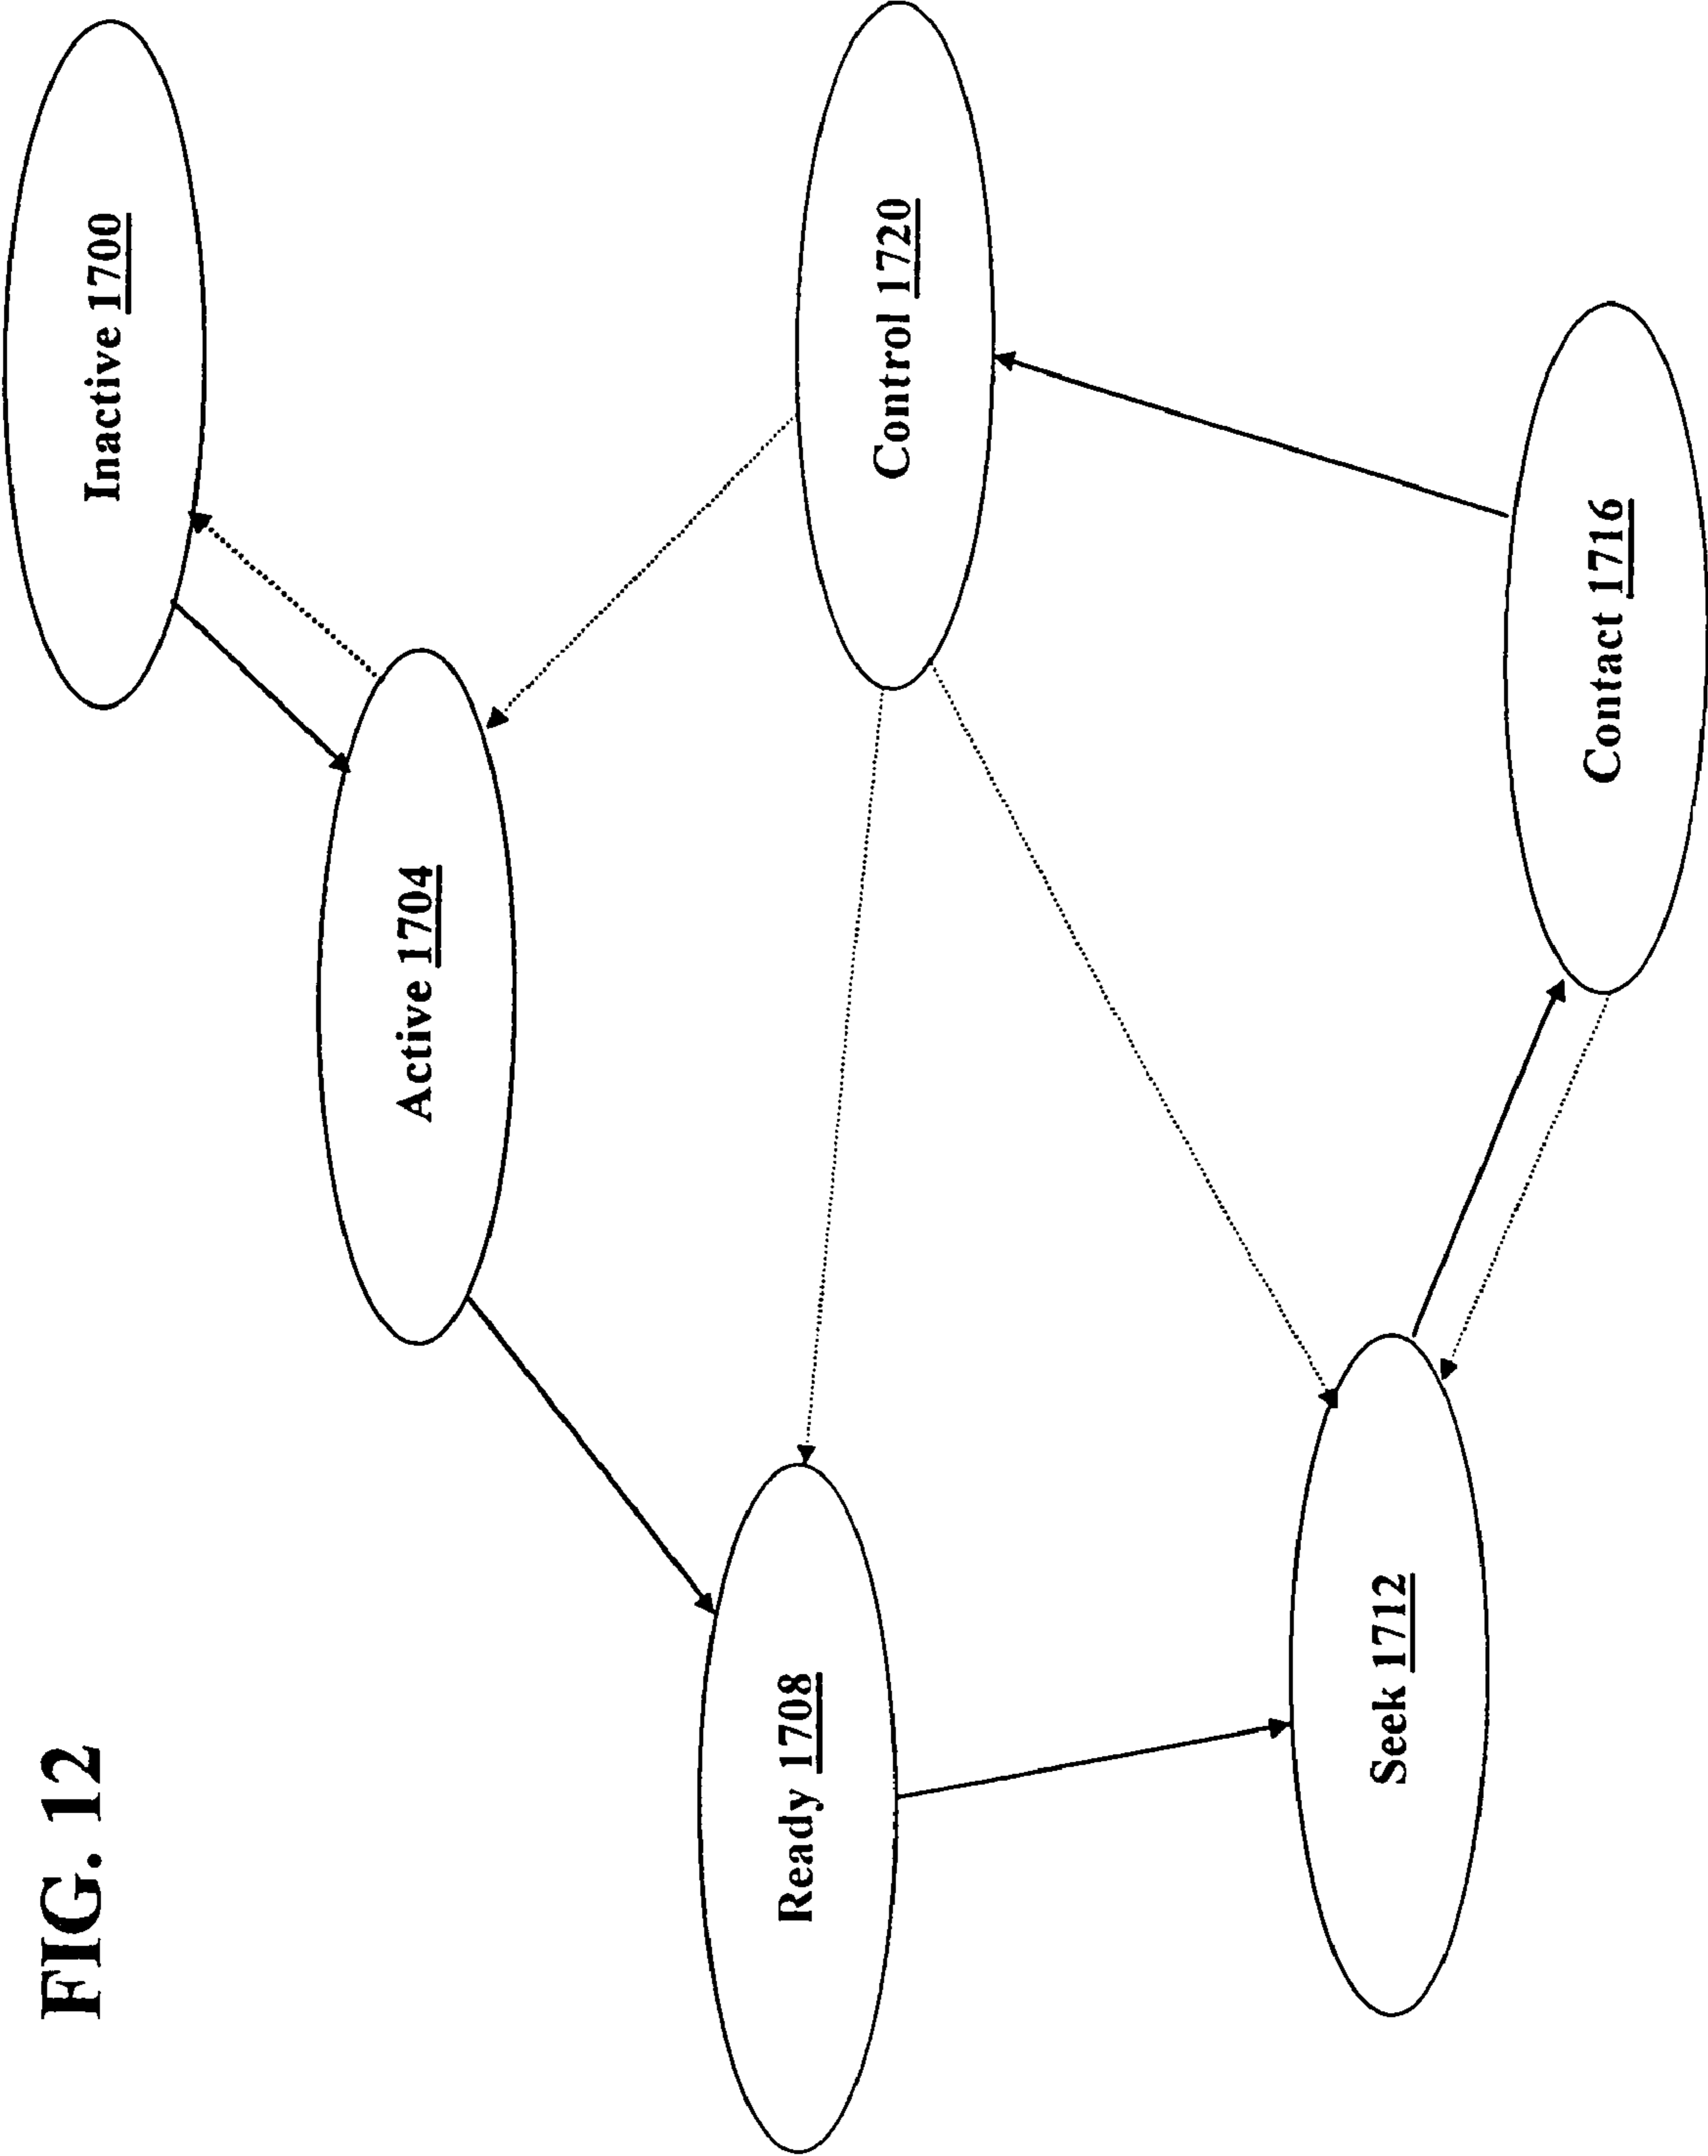 FIG. 12
Inactive 1700
Active 1704
Ready 1708
Control 1720
Seek 1712
Contact 1716